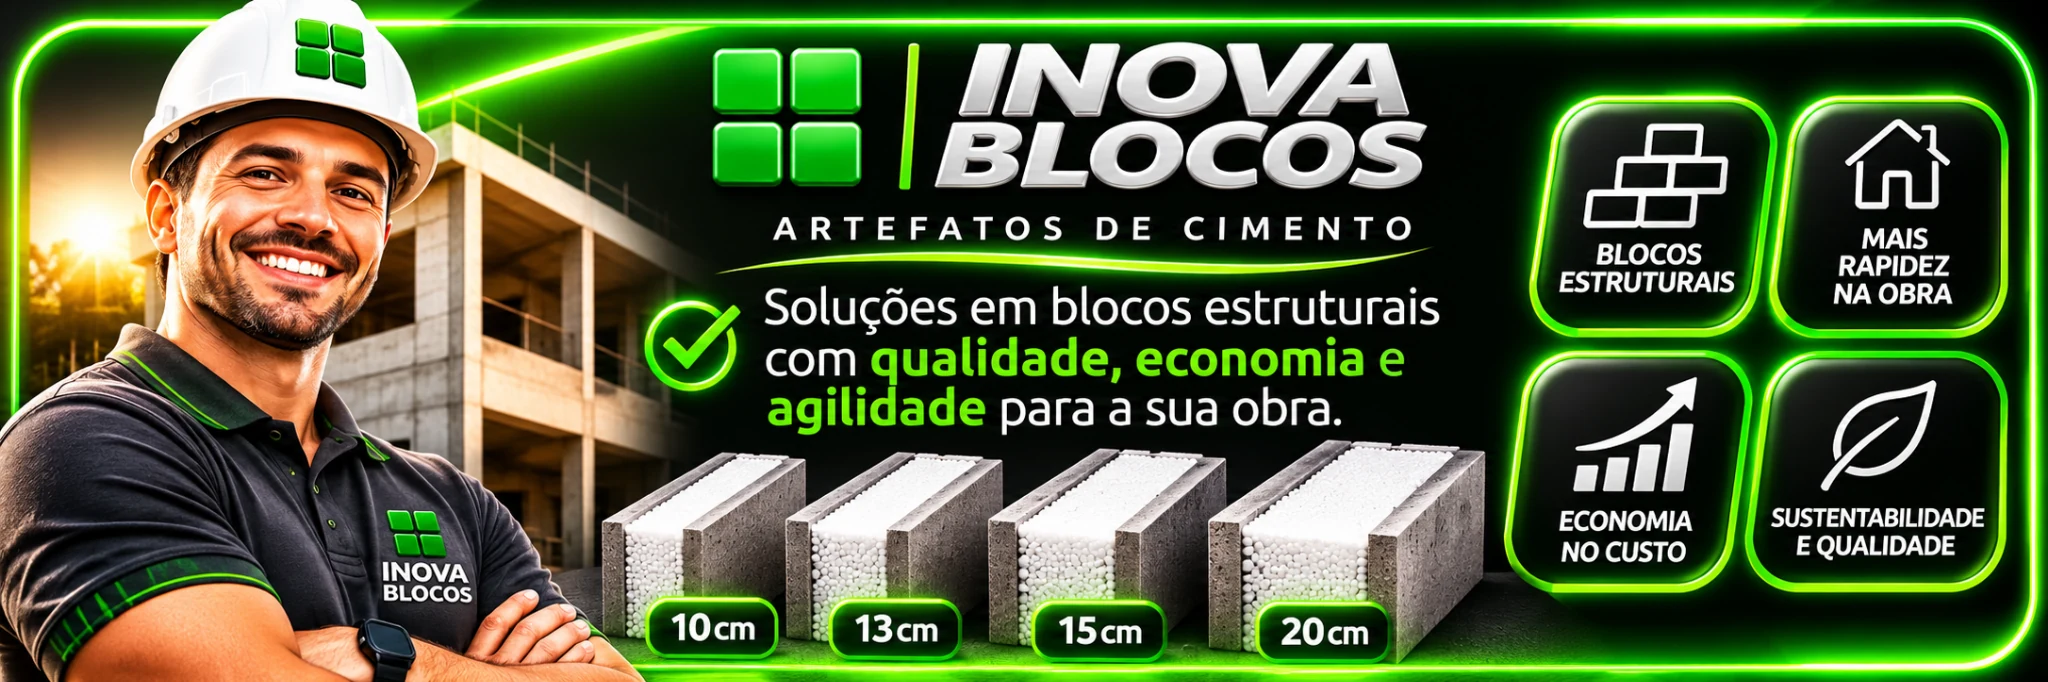 INOVA
BLOCOS
ARTEFATOS DE CIMENTO
Soluções em blocos estruturais
com qualidade, economia e
agilidade para a sua obra.
INOVA
BLOCOS
10cm
13cm
15cm
20cm
BLOCOS
ESTRUTURAIS
MAIS
RAPIDEZ
NA OBRA
ECONOMIA
NO CUSTO
SUSTENTABILIDADE
E QUALIDADE